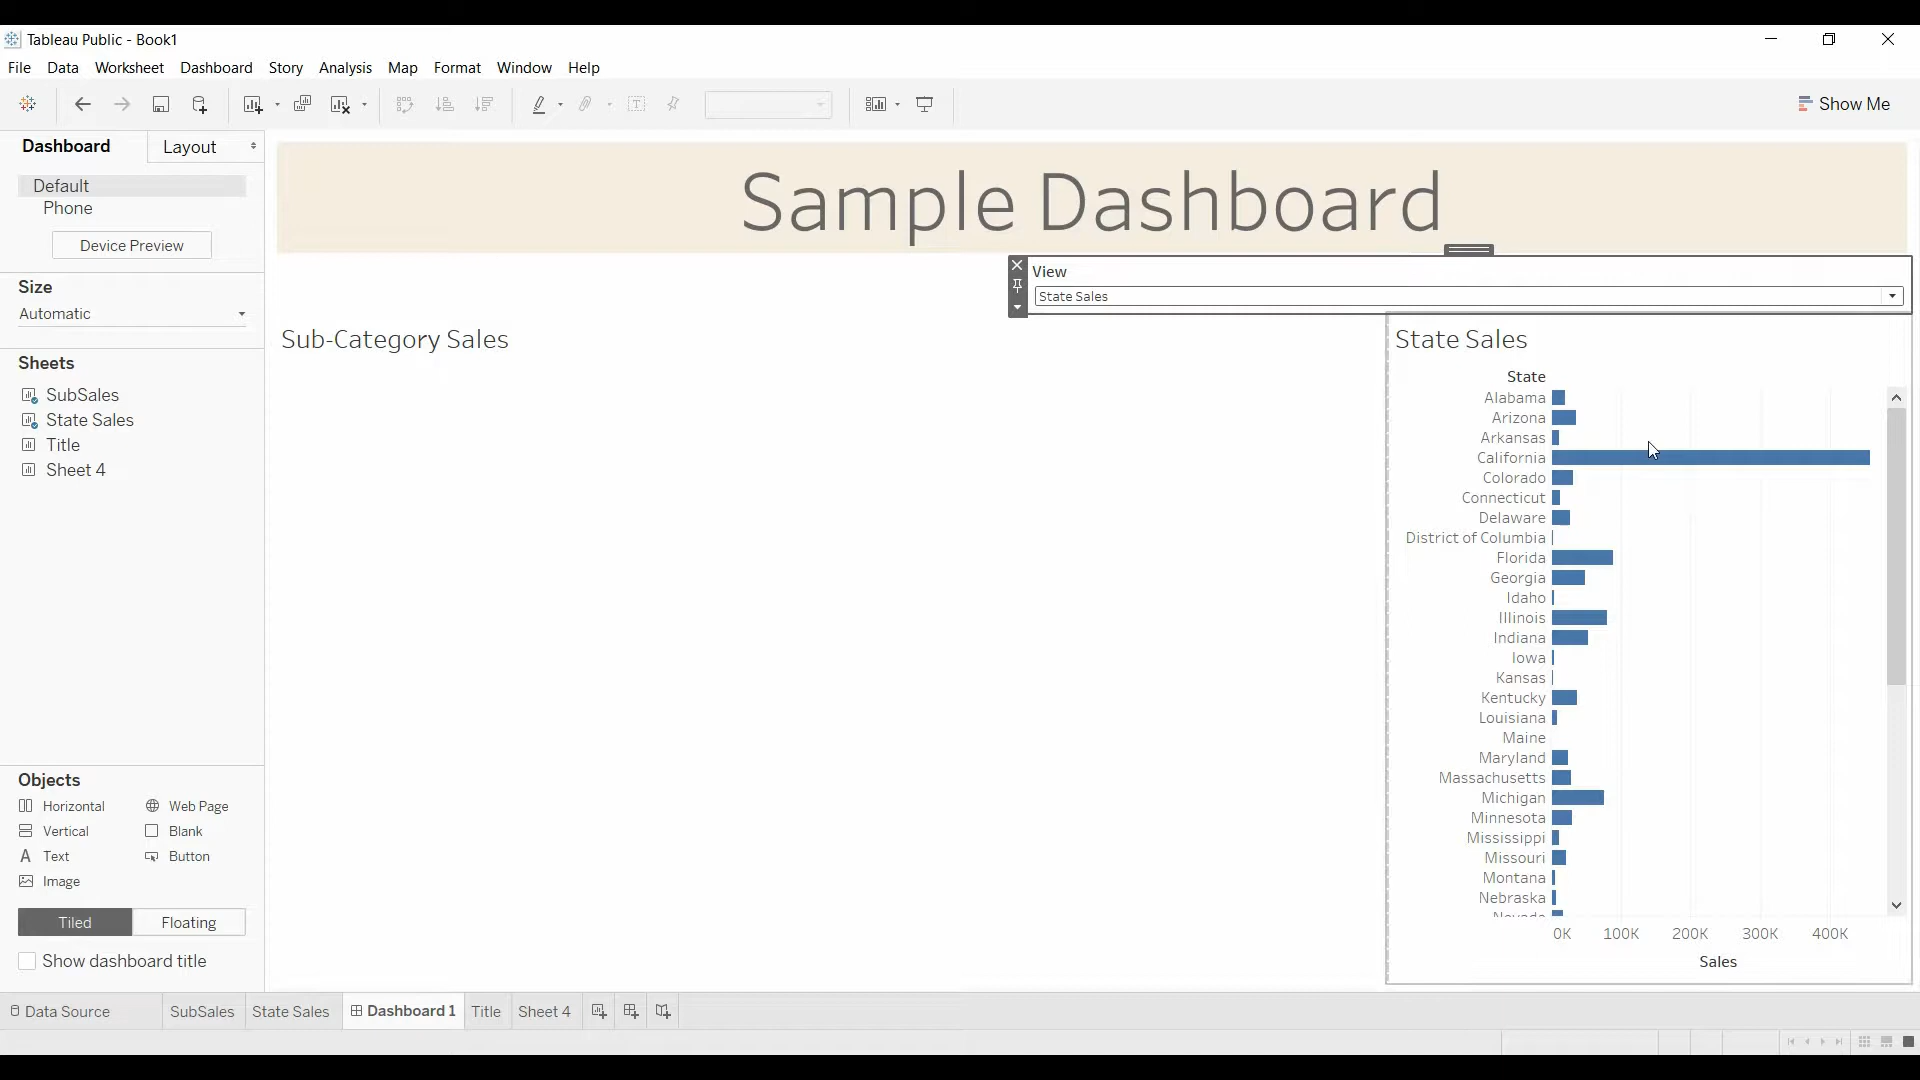 Tableau Public - Book1
File Data Worksheet Dashboard Story Analysis Map Format Window Help
Show Me
Dashboard Layout
Default
Phone
Device Preview
Size
Automatic
Sheets
SubSales
State Sales
Title
Sheet 4
Objects
Horizontal Web Page
Vertical Blank
Text Button
Image
Tiled Floating
Show dashboard title
Sample Dashboard
View
State Sales
Sub-Category Sales
State Sales
State
Alabama
Arizona
Arkansas
California
Colorado
Connecticut
Delaware
District of Columbia
Florida
Georgia
Idaho
Illinois
Indiana
Iowa
Kansas
Kentucky
Louisiana
Maine
Maryland
Massachusetts
Michigan
Minnesota
Mississippi
Missouri
Montana
Nebraska
Nevada
0K 100K 200K 300K 400K
Sales
Data Source SubSales State Sales Dashboard 1 Title Sheet 4